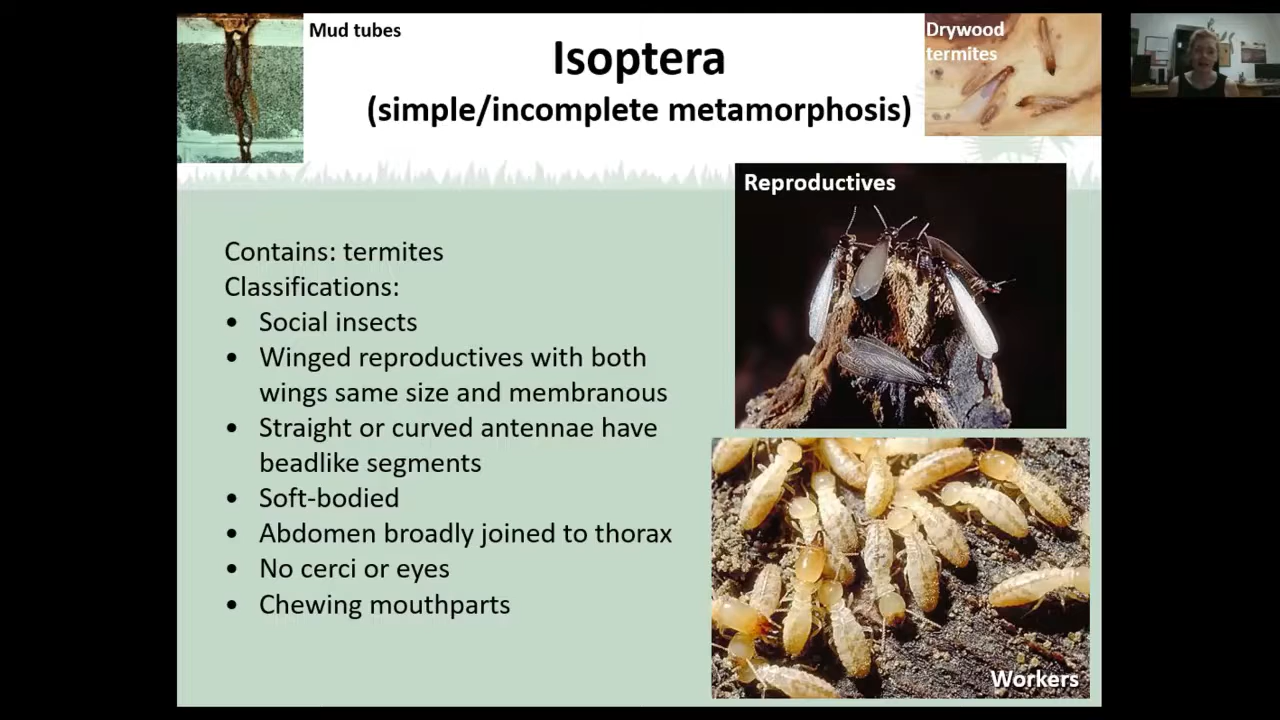 Mud tubes
Isoptera
(simple/incomplete metamorphosis)
Drywood
termites
Reproductives
Contains: termites
Classifications:
• Social insects
• Winged reproductives with both
wings same size and membranous
• Straight or curved antennae have
beadlike segments
• Soft-bodied
• Abdomen broadly joined to thorax
• No cerci or eyes
• Chewing mouthparts
Workers